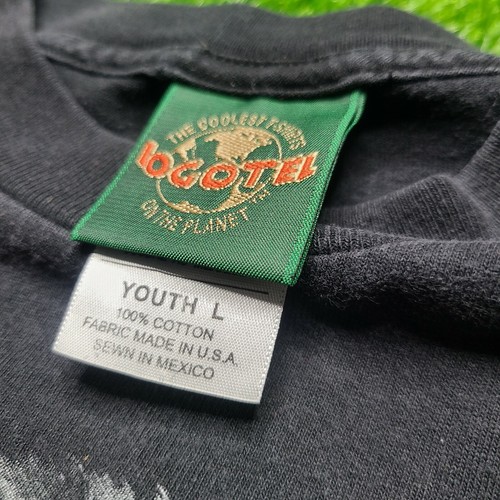 THE COOLEST T-SHIRTS
LOGOTEL
ON THE PLANET
YOUTH L
100% COTTON
FABRIC MADE IN U.S.A.
SEWN IN MEXICO